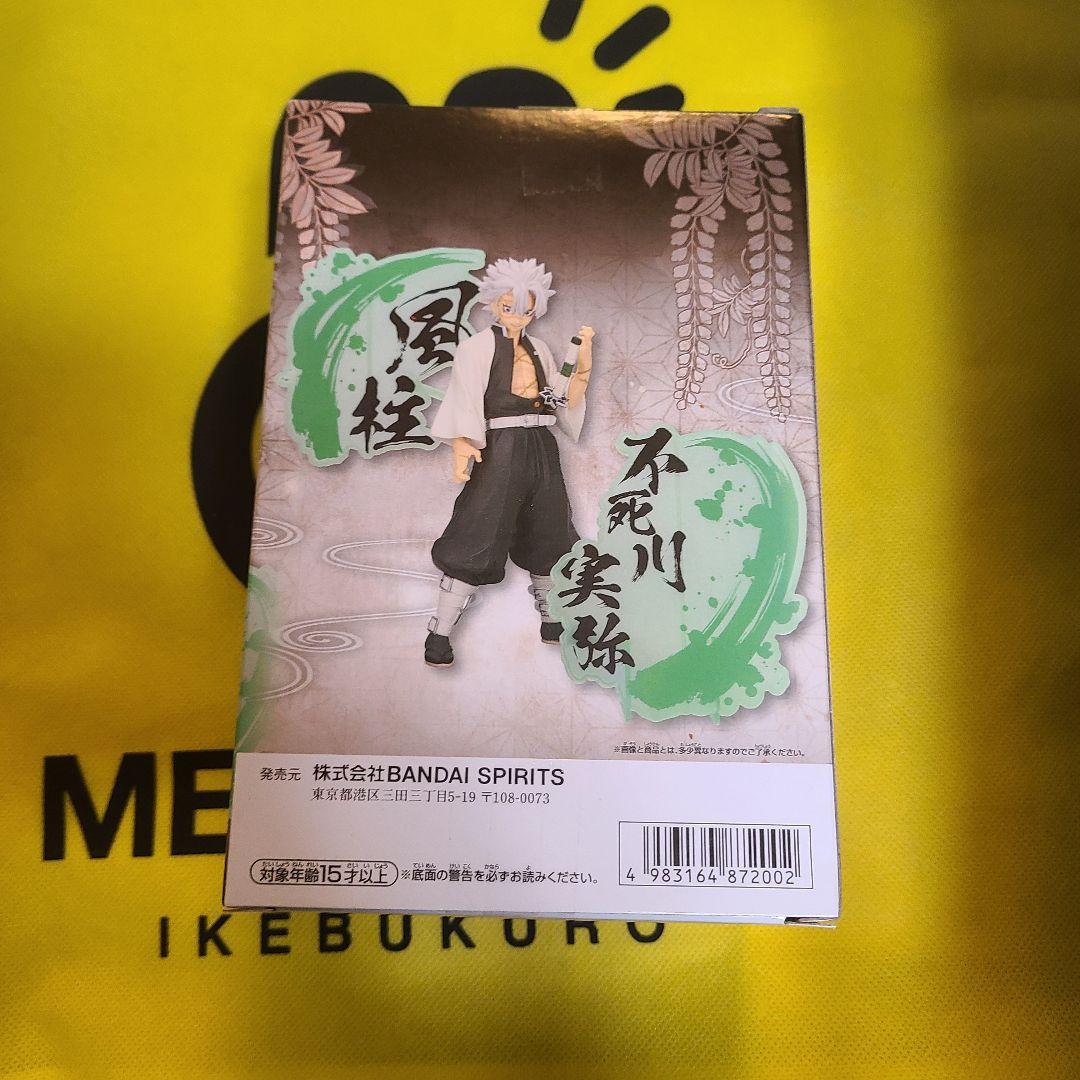 風柱
不死川
実弥
※画像と商品とは、多少異なりますのでご了承ください。
発売元 株式会社BANDAI SPIRITS
東京都港区三田三丁目5-19 〒108-0073
対象年齢15才以上
※底面の警告を必ずお読みください。
4 983164 872002
ME
IKEBUKURO